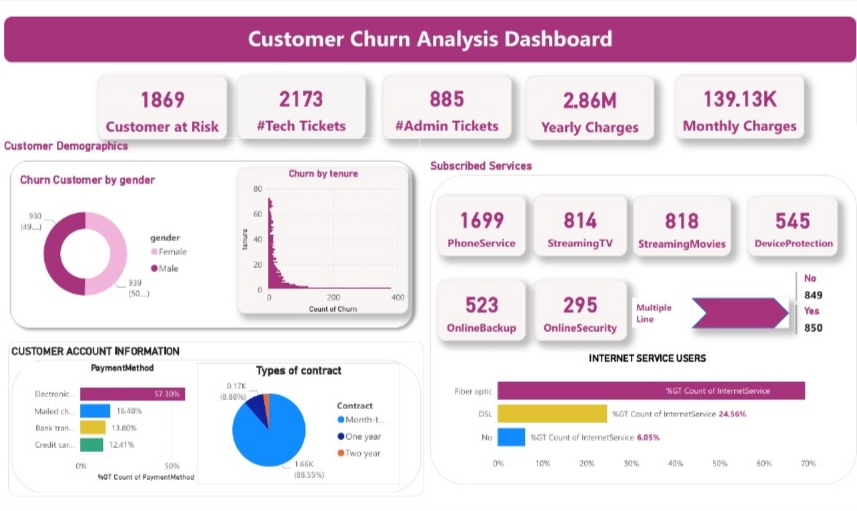 Customer Churn Analysis Dashboard
1869
Customer at Risk
2173
#Tech Tickets
885
#Admin Tickets
2.86M
Yearly Charges
139.13K
Monthly Charges
Customer Demographics
Churn Customer by gender
930
(49....)
939
(50....)
gender
Female
Male
Churn by tenure
80
60
40
20
0
tenure
0 200 400
Count of Churn
Subscribed Services
1699
PhoneService
814
StreamingTV
818
StreamingMovies
545
DeviceProtection
523
OnlineBackup
295
OnlineSecurity
Multiple
Line
No
849
Yes
850
CUSTOMER ACCOUNT INFORMATION
PaymentMethod
Electronic... 57.30%
Mailed ch... 16.48%
Bank tran... 13.80%
Credit car... 12.41%
0% 50%
%GT Count of PaymentMethod
Types of contract
0.17K
(8.88%)
1.66K
(88.55%)
Contract
Month-t...
One year
Two year
INTERNET SERVICE USERS
Fiber optic %GT Count of InternetService
DSL %GT Count of InternetService 24.56%
No %GT Count of InternetService 6.05%
0% 10% 20% 30% 40% 50% 60% 70%